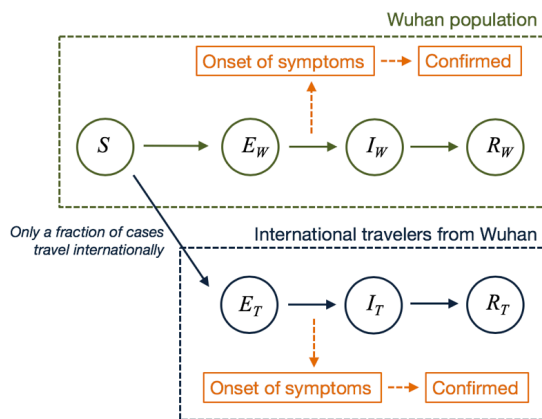 Wuhan population
Onset of symptoms
Confirmed
S
E_W
I_W
R_W
Only a fraction of cases
travel internationally
International travelers from Wuhan
E_T
I_T
R_T
Onset of symptoms
Confirmed